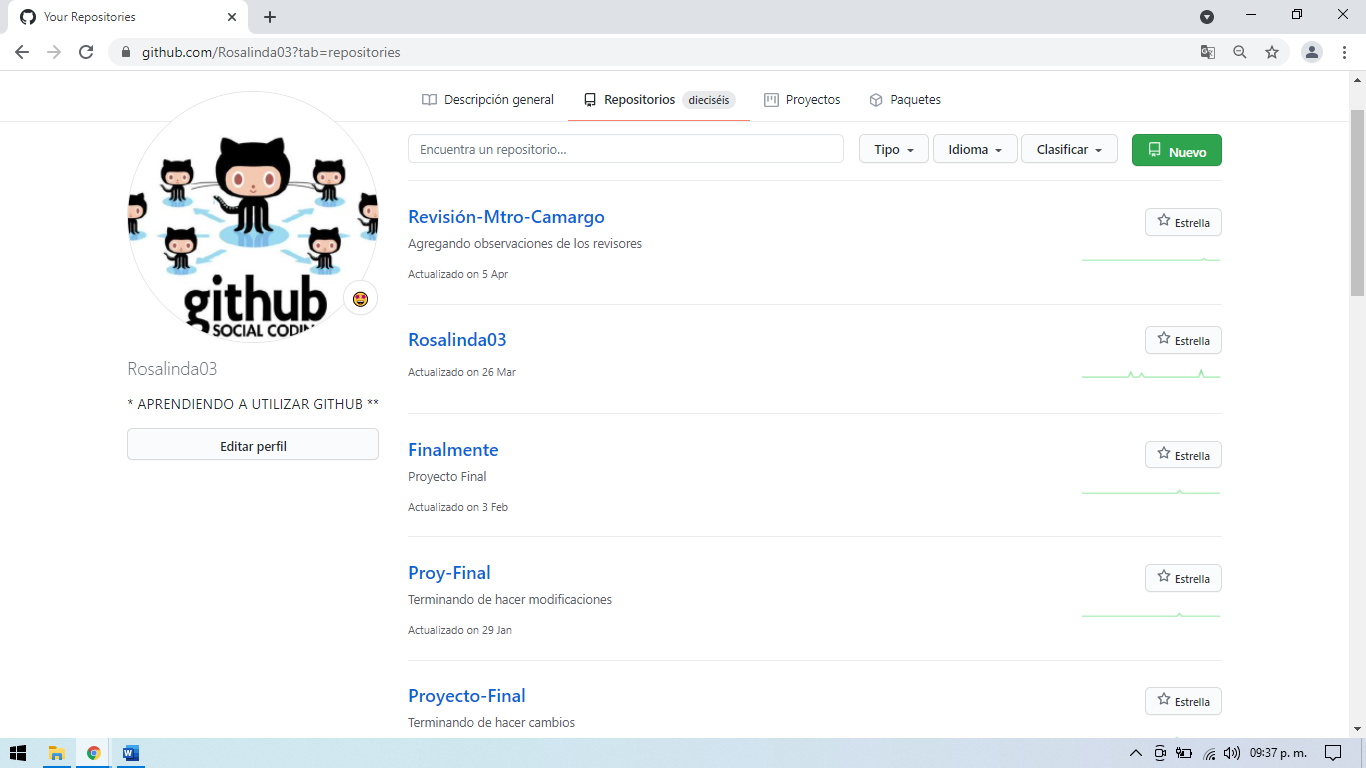 Your Repositories
github.com/Rosalinda03?tab=repositories
Descripción general Repositorios dieciséis Proyectos Paquetes
Encuentra un repositorio... Tipo Idioma Clasificar Nuevo
github
SOCIAL CODIN
Rosalinda03
* APRENDIENDO A UTILIZAR GITHUB **
Editar perfil
Revisión-Mtro-Camargo Estrella
Agregando observaciones de los revisores
Actualizado on 5 Apr
Rosalinda03 Estrella
Actualizado on 26 Mar
Finalmente Estrella
Proyecto Final
Actualizado on 3 Feb
Proy-Final Estrella
Terminando de hacer modificaciones
Actualizado on 29 Jan
Proyecto-Final Estrella
Terminando de hacer cambios
09:37 p. m.